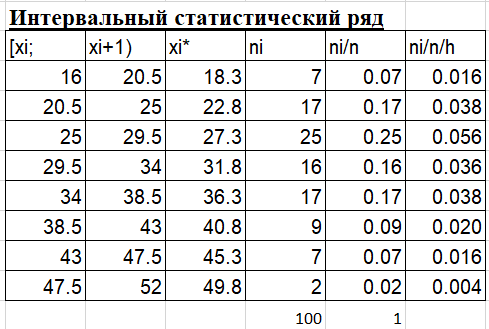 Интервальный статистический ряд
[xi; xi+1) xi* ni ni/n ni/n/h
16 20.5 18.3 7 0.07 0.016
20.5 25 22.8 17 0.17 0.038
25 29.5 27.3 25 0.25 0.056
29.5 34 31.8 16 0.16 0.036
34 38.5 36.3 17 0.17 0.038
38.5 43 40.8 9 0.09 0.020
43 47.5 45.3 7 0.07 0.016
47.5 52 49.8 2 0.02 0.004
100 1